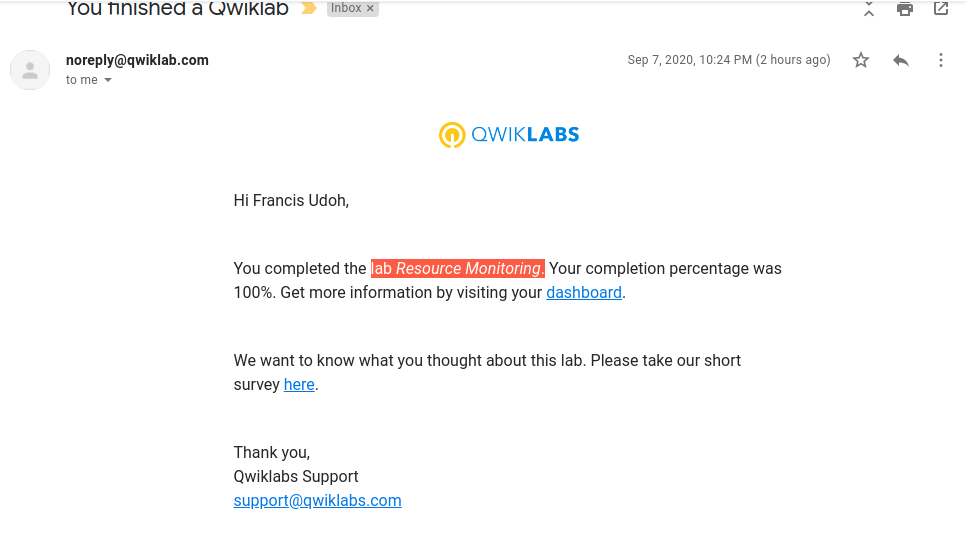 You finished a Qwiklab
Inbox ×
noreply@qwiklab.com
Sep 7, 2020, 10:24 PM (2 hours ago)
to me
QWIKLABS
Hi Francis Udoh,
You completed the lab Resource Monitoring. Your completion percentage was
100%. Get more information by visiting your dashboard.
We want to know what you thought about this lab. Please take our short
survey here.
Thank you,
Qwiklabs Support
support@qwiklabs.com